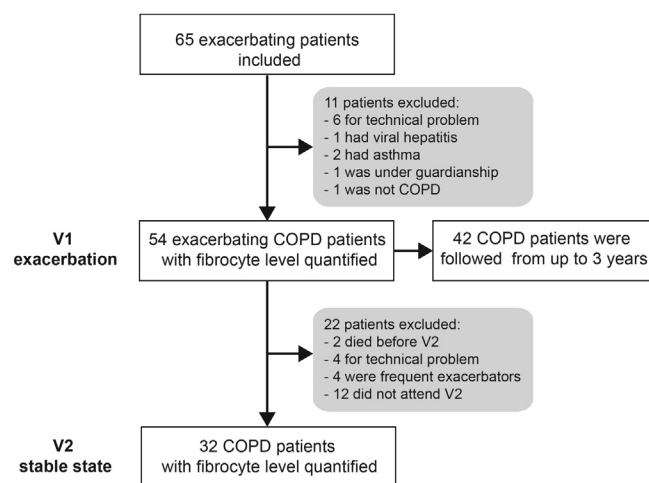 65 exacerbating patients
included
11 patients excluded:
- 6 for technical problem
- 1 had viral hepatitis
- 2 had asthma
- 1 was under guardianship
- 1 was not COPD
V1
exacerbation
54 exacerbating COPD patients
with fibrocyte level quantified
42 COPD patients were
followed from up to 3 years
22 patients excluded:
- 2 died before V2
- 4 for technical problem
- 4 were frequent exacerbators
- 12 did not attend V2
V2
stable state
32 COPD patients
with fibrocyte level quantified